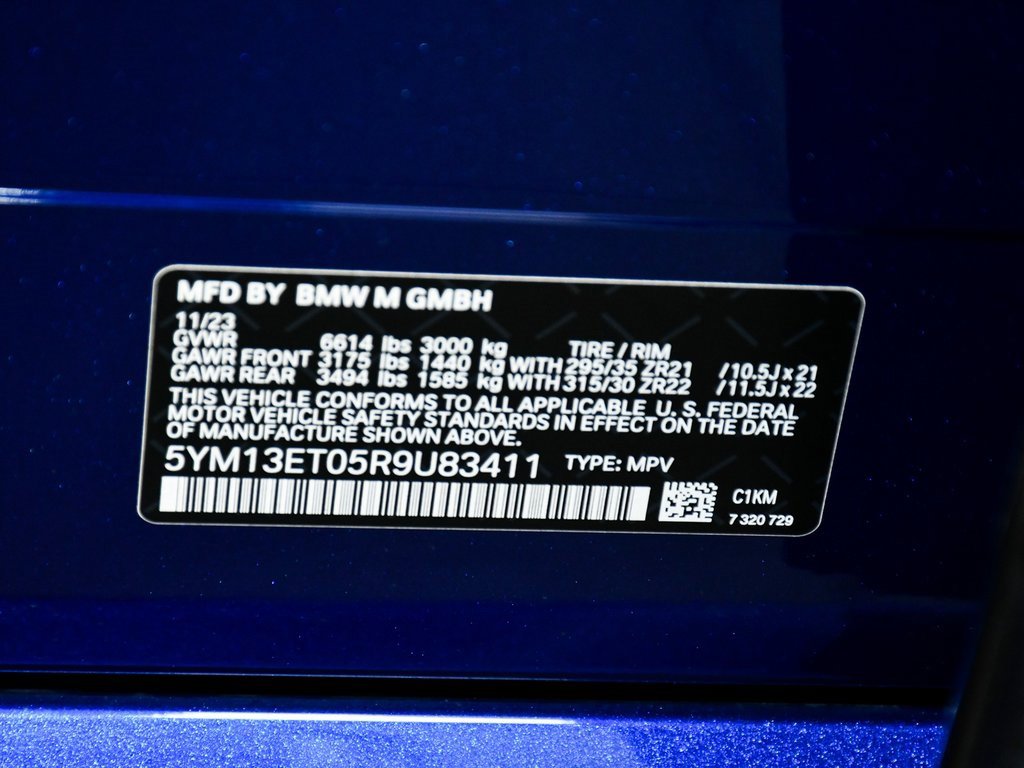 MFD BY BMW M GMBH
11/23
GVWR 6614 lbs 3000 kg TIRE / RIM
GAWR FRONT 3175 lbs 1440 kg WITH 295/35 ZR21 /10.5J x 21
GAWR REAR 3494 lbs 1585 kg WITH 315/30 ZR22 /11.5J x 22
THIS VEHICLE CONFORMS TO ALL APPLICABLE U. S. FEDERAL
MOTOR VEHICLE SAFETY STANDARDS IN EFFECT ON THE DATE
OF MANUFACTURE SHOWN ABOVE.
5YM13ET05R9U83411 TYPE: MPV
C1KM
7 320 729